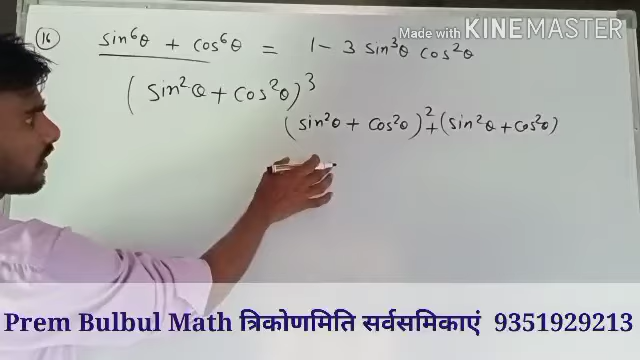 Made with KINEMASTER
(16) sin⁶θ + cos⁶θ = 1 - 3 sin³θ cos²θ
(sin²θ + cos²θ)³
(sin²θ + cos²θ)² + (sin²θ + cos²θ)
Prem Bulbul Math त्रिकोणमिति सर्वसमिकाएं 9351929213